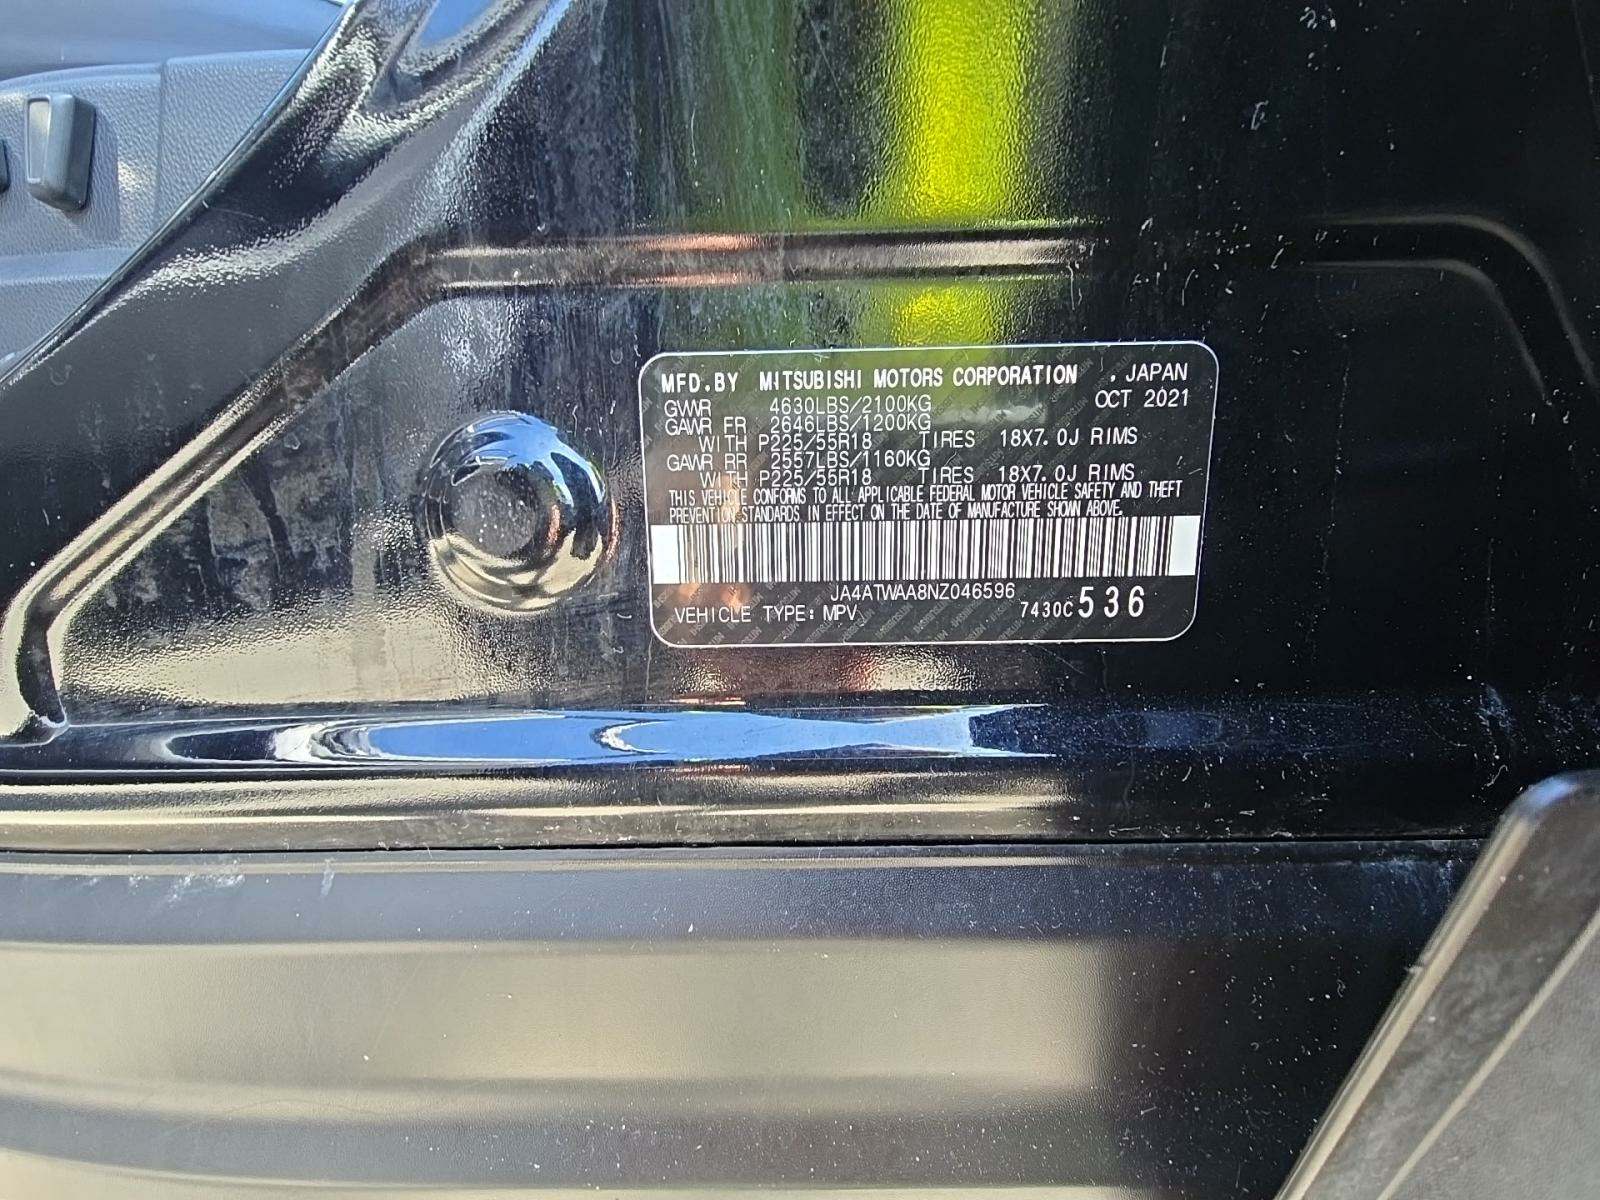 MFD.BY MITSUBISHI MOTORS CORPORATION , JAPAN
GVWR 4630LBS/2100KG OCT 2021
GAWR FR 2646LBS/1200KG
WITH P225/55R18 TIRES 18X7.0J RIMS
GAWR RR 2557LBS/1160KG
WITH P225/55R18 TIRES 18X7.0J RIMS
THIS VEHICLE CONFORMS TO ALL APPLICABLE FEDERAL MOTOR VEHICLE SAFETY AND THEFT
PREVENTION STANDARDS IN EFFECT ON THE DATE OF MANUFACTURE SHOWN ABOVE.
JA4ATWAA8NZ046596
VEHICLE TYPE: MPV 7430C 536